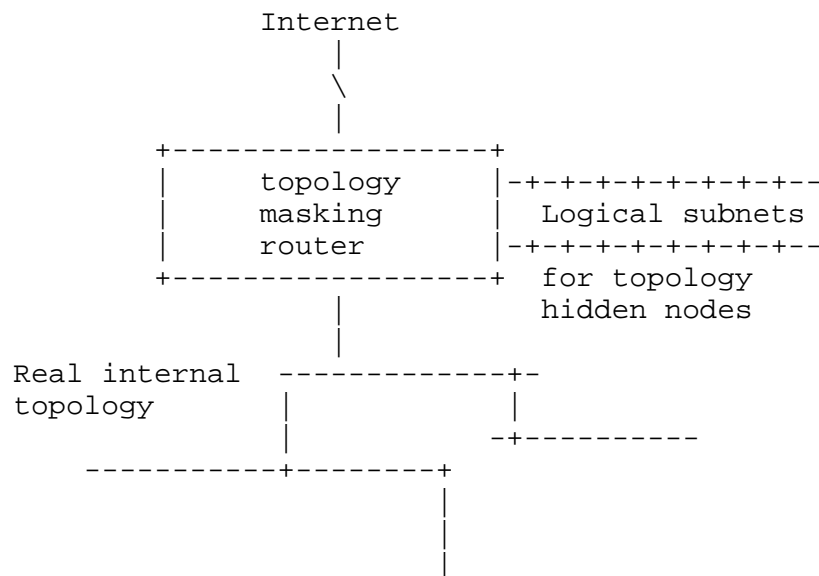 Internet
topology
masking
router
Logical subnets
for topology
hidden nodes
Real internal
topology